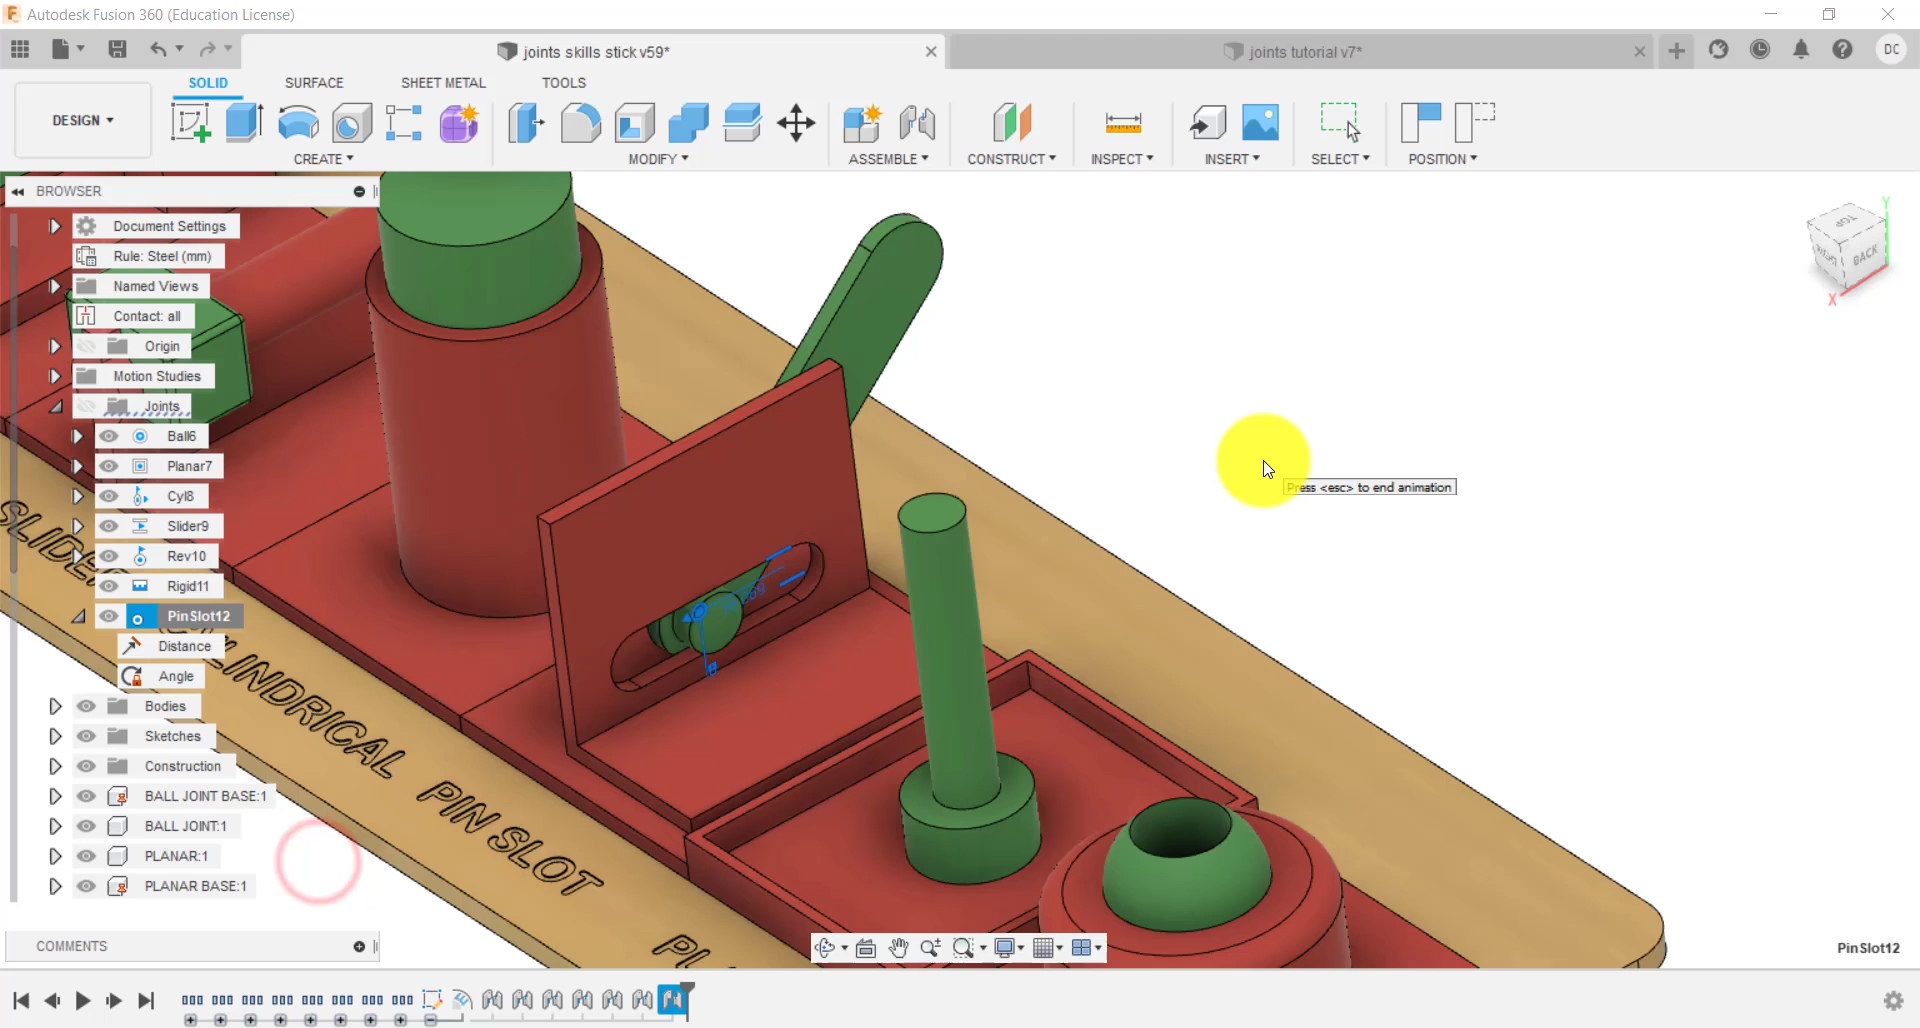 Autodesk Fusion 360 (Education License)
joints skills stick v59*
joints tutorial v7*
DC
SOLID
SURFACE
SHEET METAL
TOOLS
DESIGN
CREATE
MODIFY
ASSEMBLE
CONSTRUCT
INSPECT
INSERT
SELECT
POSITION
BROWSER
Document Settings
Rule: Steel (mm)
Named Views
Contact: all
Origin
Motion Studies
Joints
Ball6
Planar7
Cyl8
Slider9
Rev10
Rigid11
PinSlot12
Distance
Angle
Bodies
Sketches
Construction
BALL JOINT BASE:1
BALL JOINT:1
PLANAR:1
PLANAR BASE:1
COMMENTS
PIN SLOT
Press <esc> to end animation
TOP
BACK
Y
X
PinSlot12